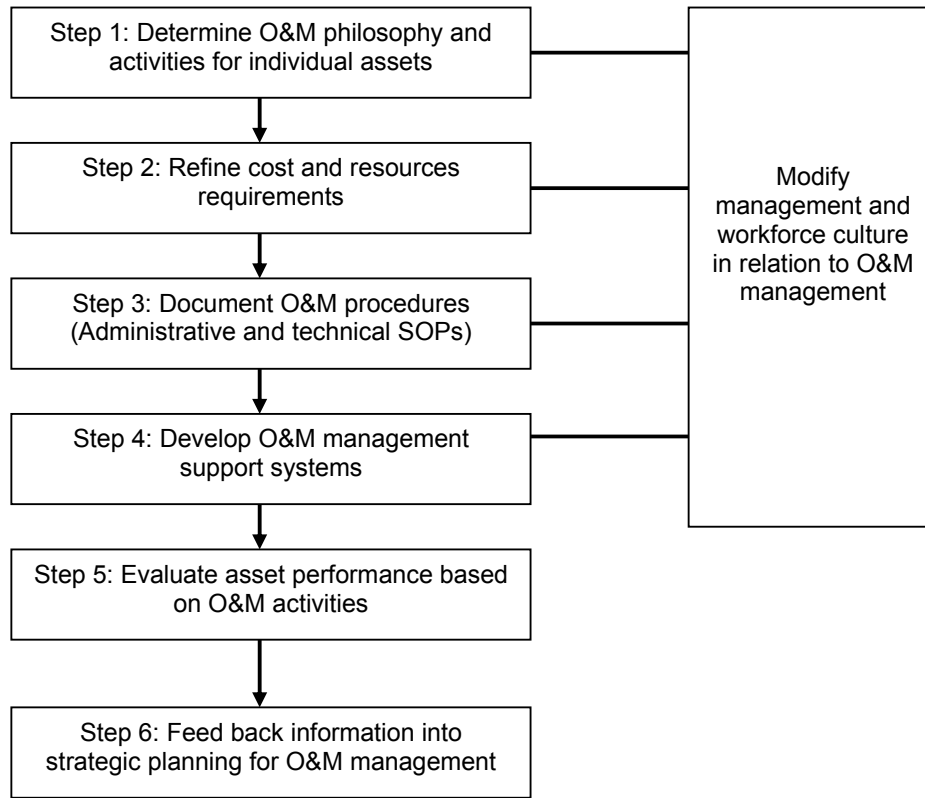 Step 1: Determine O&M philosophy and
activities for individual assets
Step 2: Refine cost and resources
requirements
Step 3: Document O&M procedures
(Administrative and technical SOPs)
Step 4: Develop O&M management
support systems
Step 5: Evaluate asset performance based
on O&M activities
Step 6: Feed back information into
strategic planning for O&M management
Modify
management and
workforce culture
in relation to O&M
management